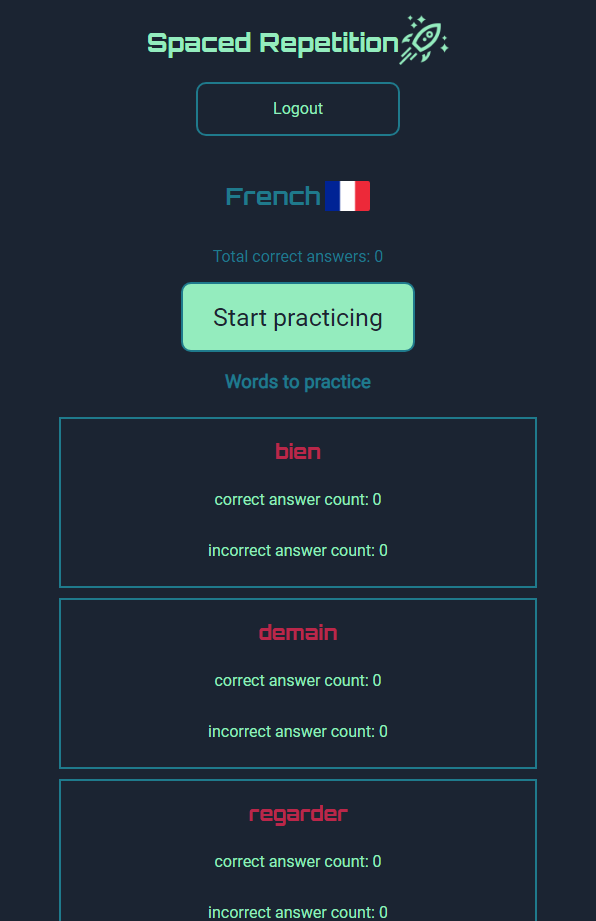 Spaced Repetition
Logout
French
Total correct answers: 0
Start practicing
Words to practice
bien
correct answer count: 0
incorrect answer count: 0
demain
correct answer count: 0
incorrect answer count: 0
regarder
correct answer count: 0
incorrect answer count: 0